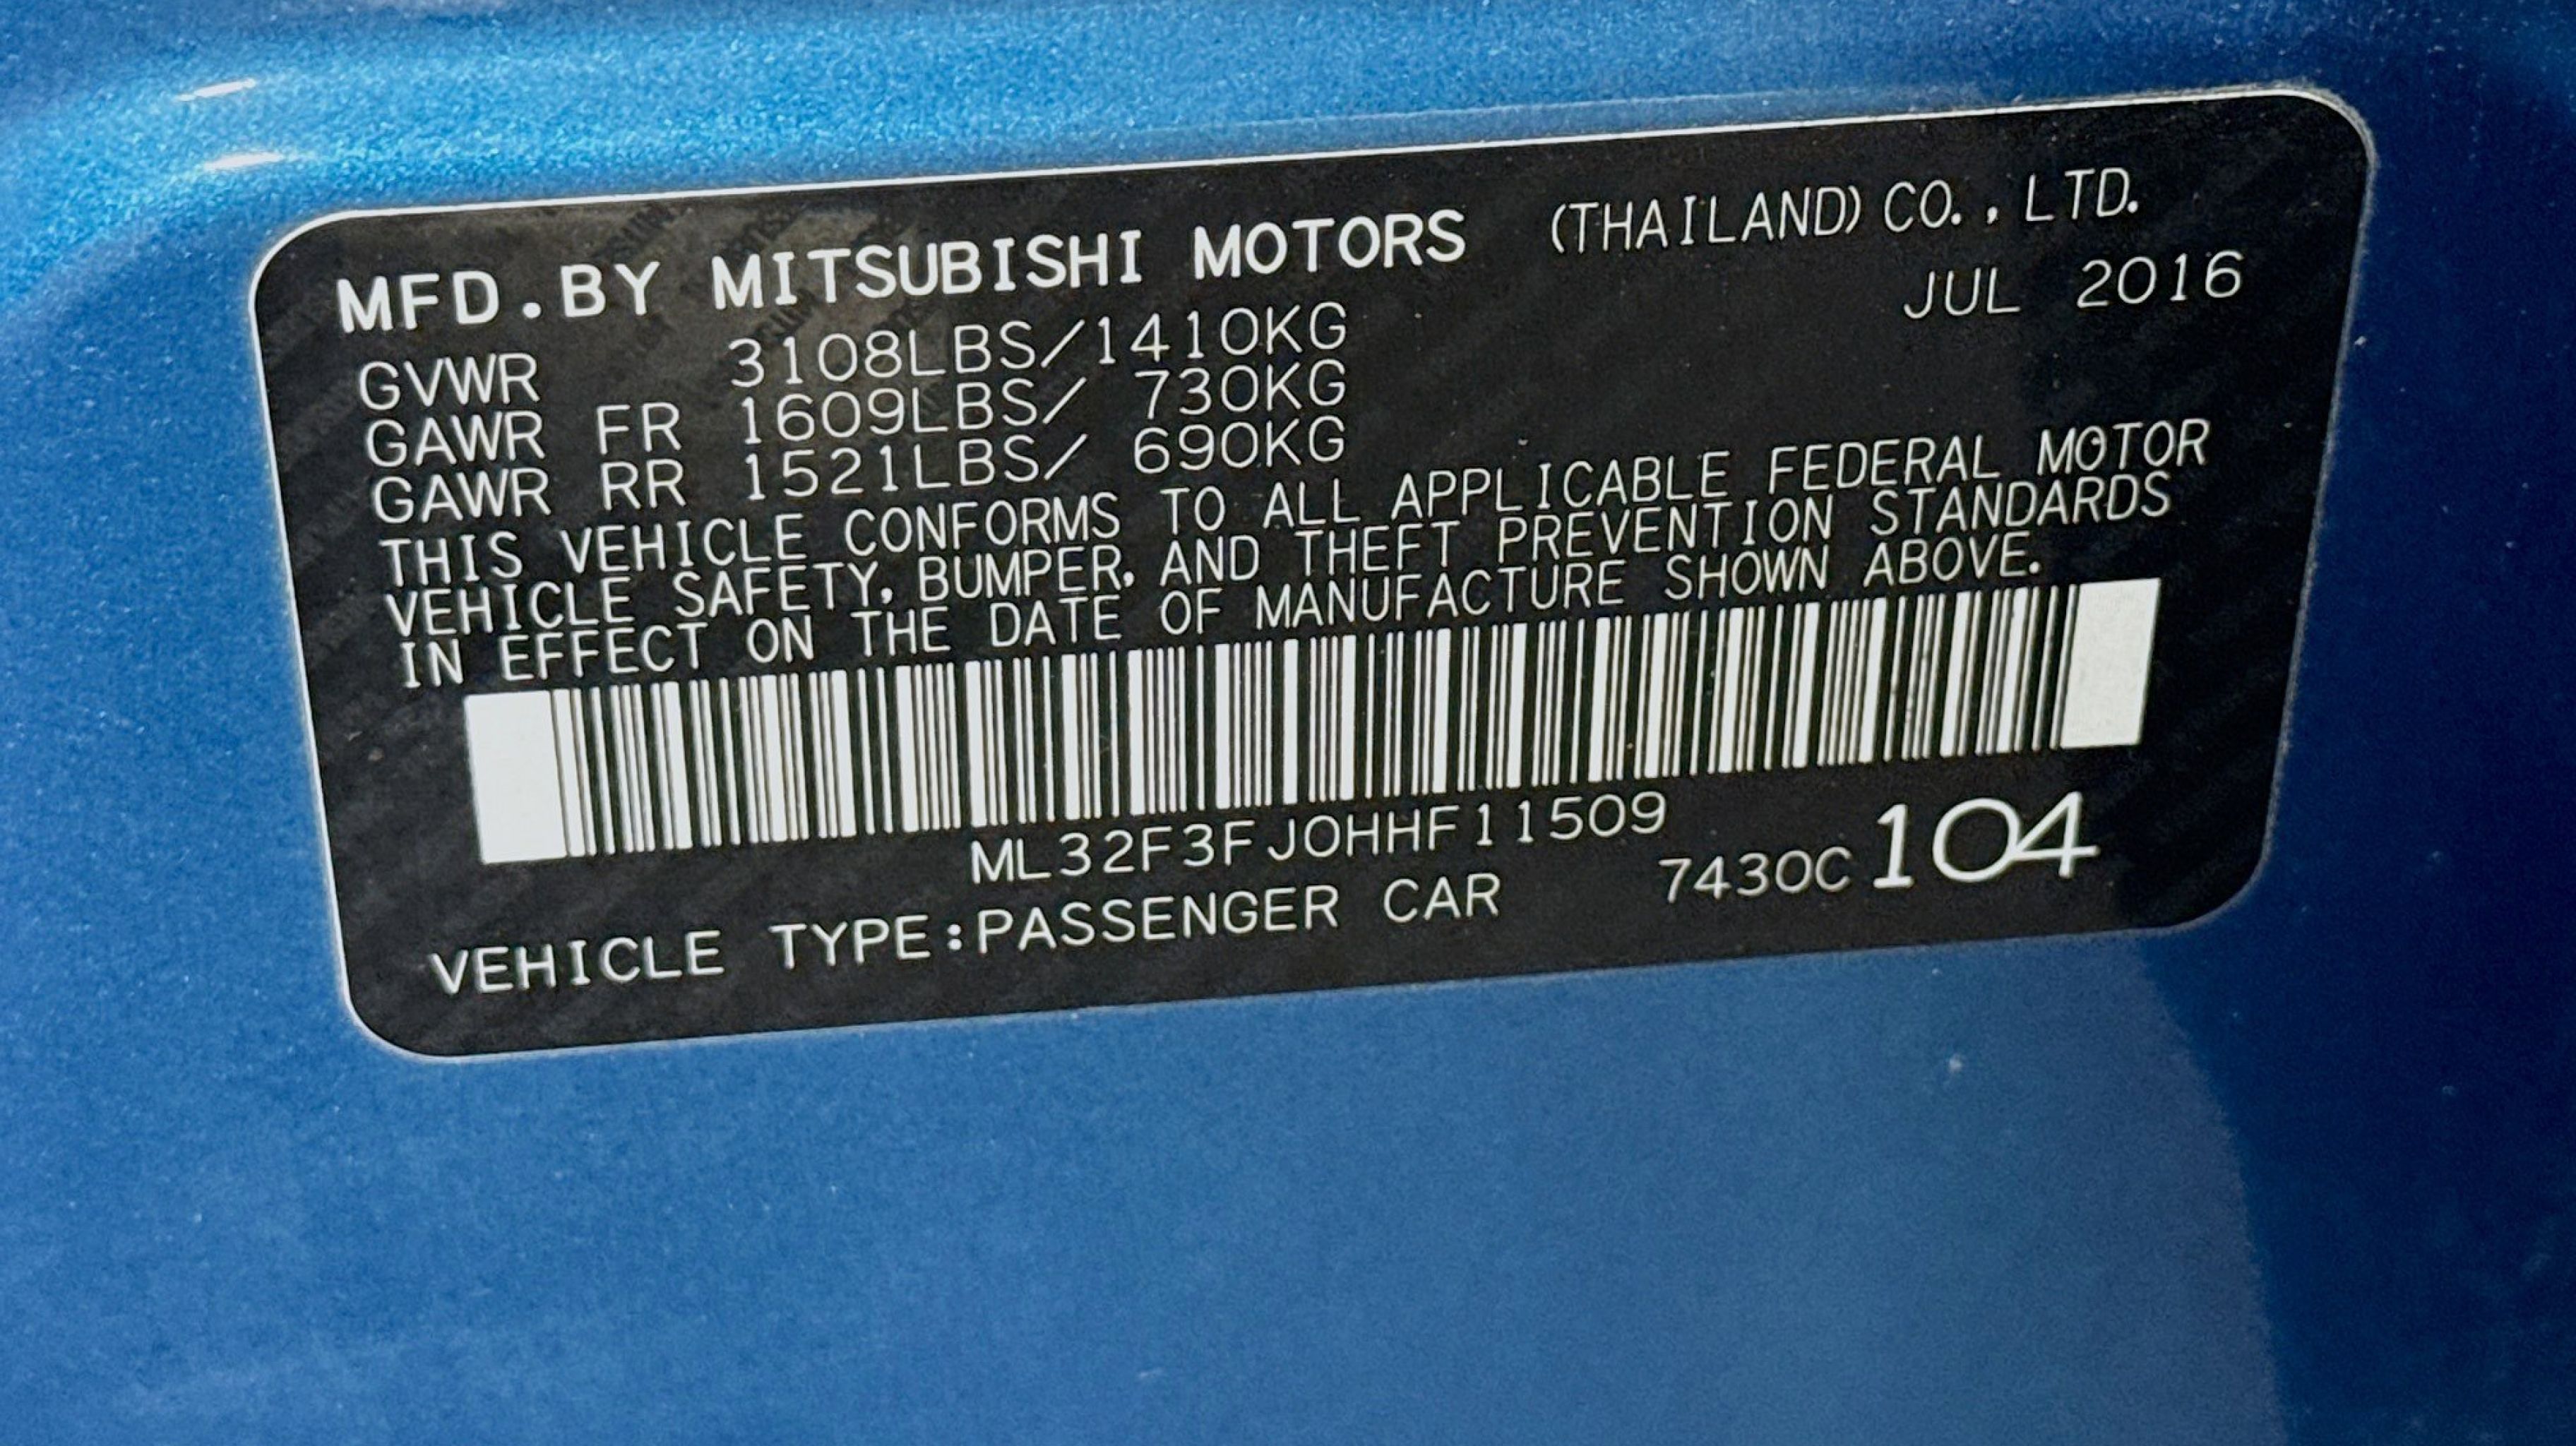 MFD.BY MITSUBISHI MOTORS (THAILAND) CO., LTD.
JUL 2016
GVWR 3108LBS/1410KG
GAWR FR 1609LBS/ 730KG
GAWR RR 1521LBS/ 690KG
THIS VEHICLE CONFORMS TO ALL APPLICABLE FEDERAL MOTOR
VEHICLE SAFETY, BUMPER, AND THEFT PREVENTION STANDARDS
IN EFFECT ON THE DATE OF MANUFACTURE SHOWN ABOVE.
ML32F3FJ0HHF11509
VEHICLE TYPE:PASSENGER CAR 7430C 104